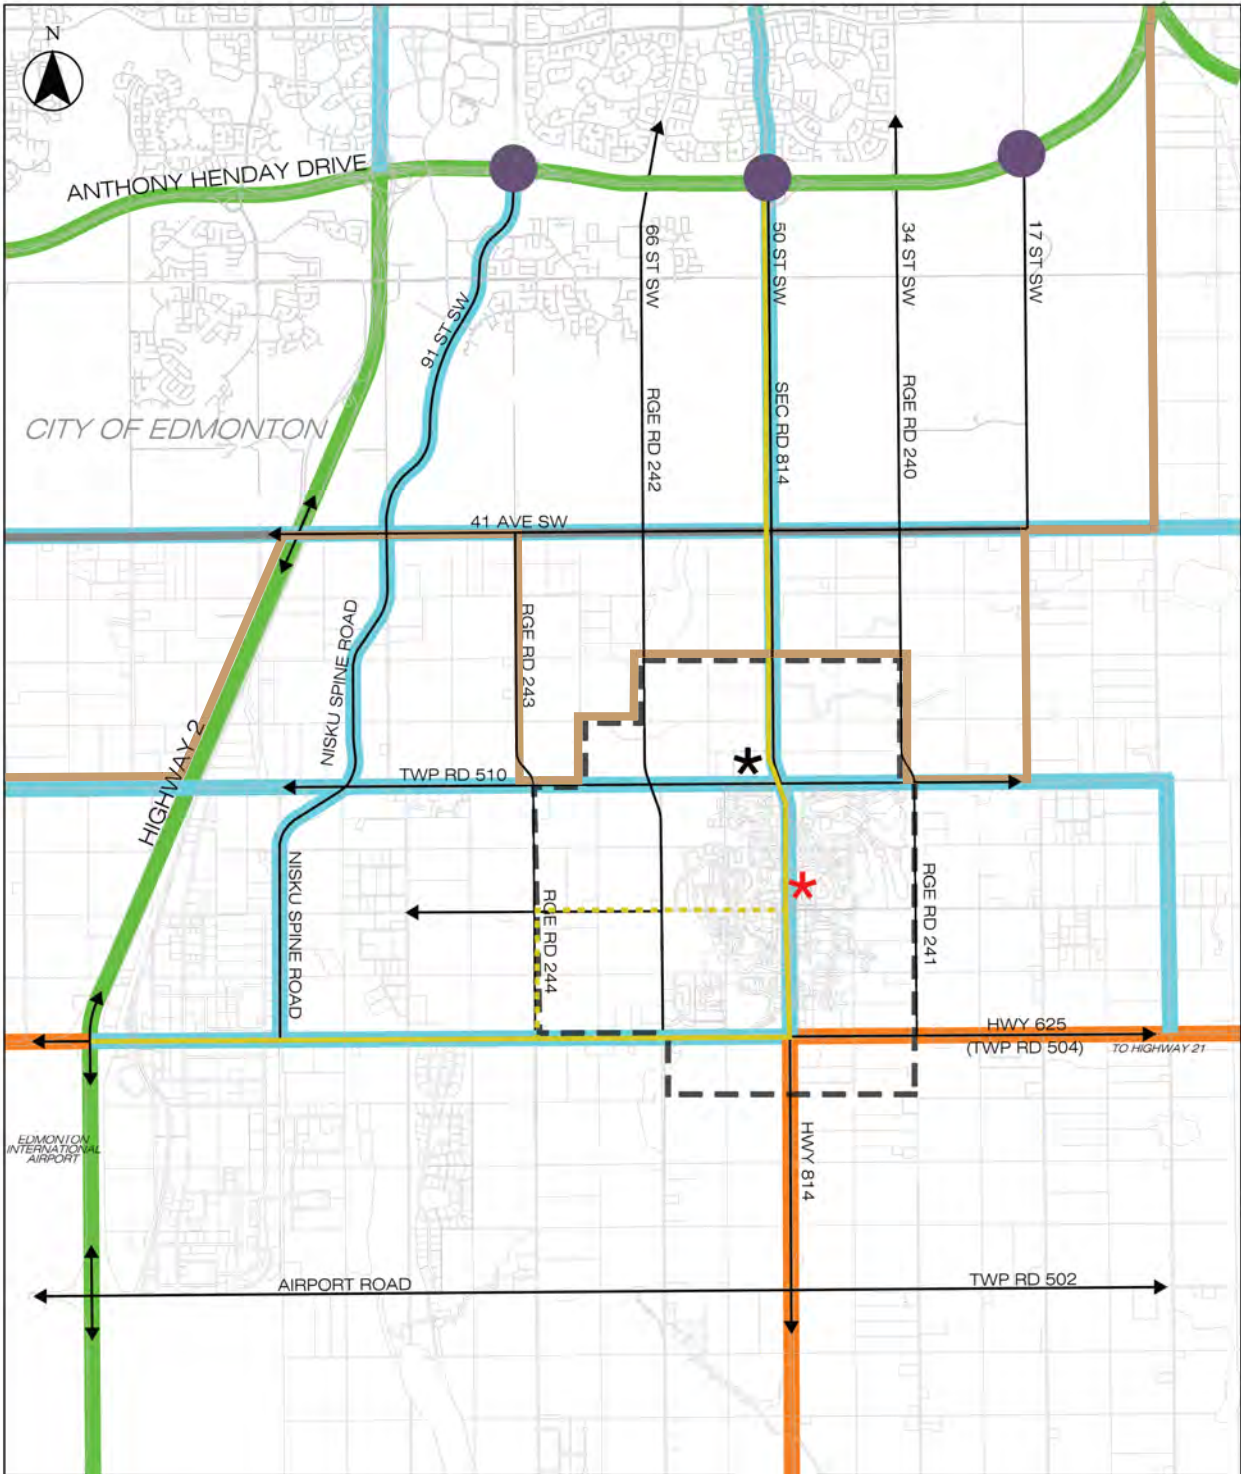 N
ANTHONY HENDAY DRIVE
66 ST SW
50 ST SW
34 ST SW
17 ST SW
91 ST SW
CITY OF EDMONTON
RGE RD 242
SEC RD 814
RGE RD 240
41 AVE SW
NISKU SPINE ROAD
RGE RD 243
HIGHWAY 2
TWP RD 510
*
*
NISKU SPINE ROAD
RGE RD 244
RGE RD 241
HWY 625
(TWP RD 504)
TO HIGHWAY 21
EDMONTON
INTERNATIONAL
AIRPORT
HWY 814
AIRPORT ROAD
TWP RD 502